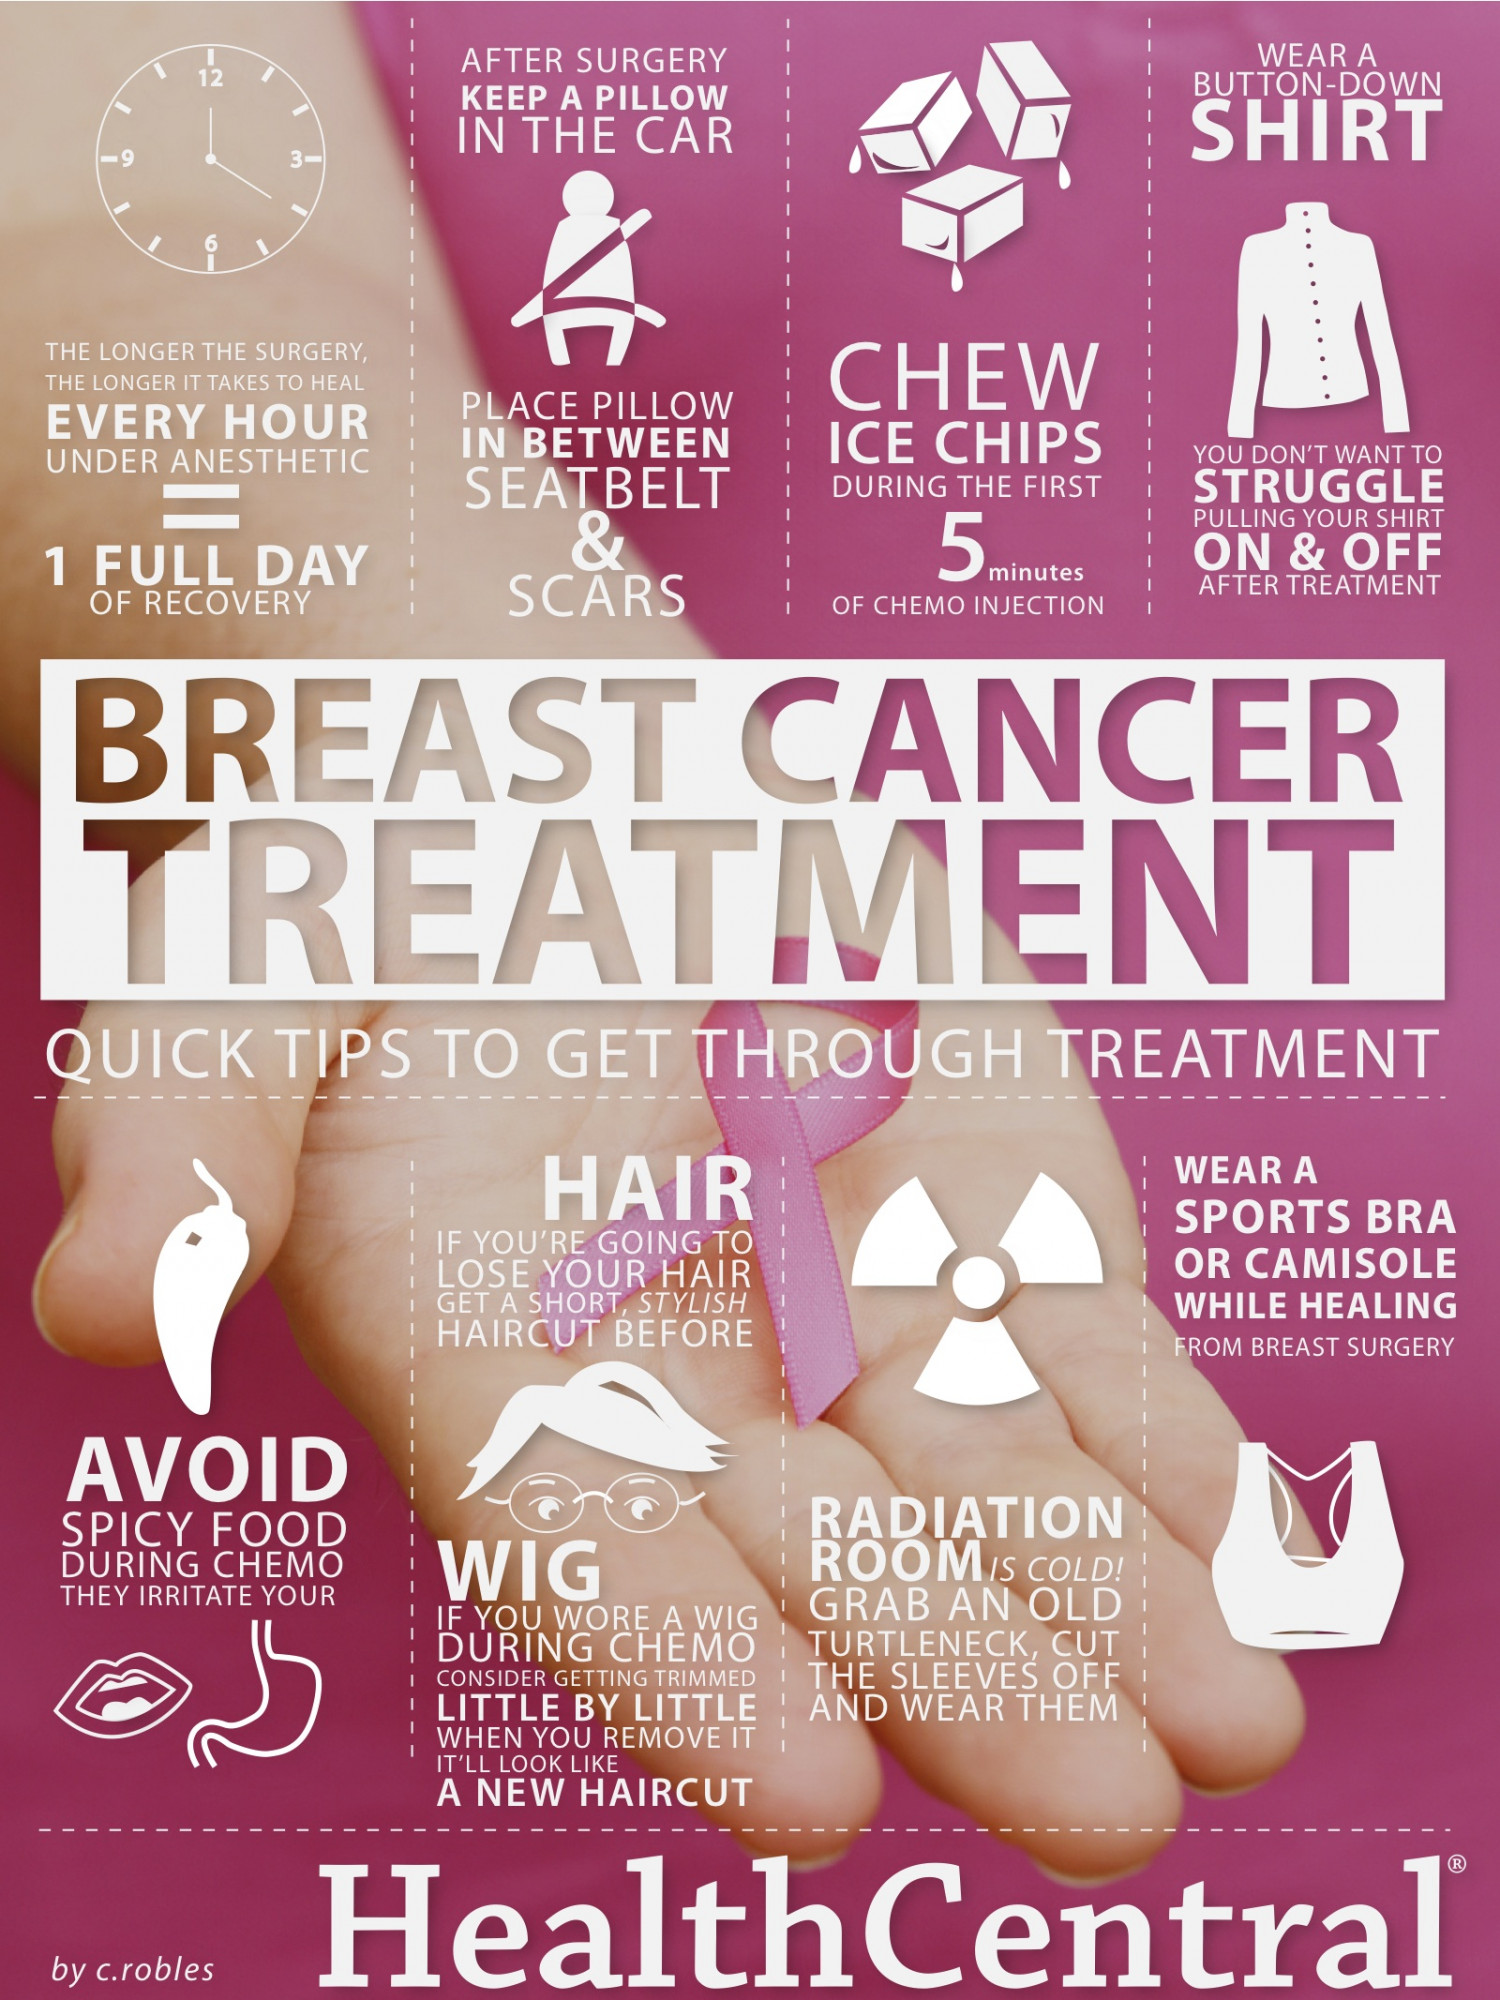 12
9
3
6
THE LONGER THE SURGERY,
THE LONGER IT TAKES TO HEAL
EVERY HOUR
UNDER ANESTHETIC
=
1 FULL DAY
OF RECOVERY
AFTER SURGERY
KEEP A PILLOW
IN THE CAR
PLACE PILLOW
IN BETWEEN
SEATBELT
&
SCARS
CHEW
ICE CHIPS
DURING THE FIRST
5 minutes
OF CHEMO INJECTION
WEAR A
BUTTON-DOWN
SHIRT
YOU DON'T WANT TO
STRUGGLE
PULLING YOUR SHIRT
ON & OFF
AFTER TREATMENT
BREAST CANCER
TREATMENT
QUICK TIPS TO GET THROUGH TREATMENT
AVOID
SPICY FOOD
DURING CHEMO
THEY IRRITATE YOUR
HAIR
IF YOU'RE GOING TO
LOSE YOUR HAIR
GET A SHORT, STYLISH
HAIRCUT BEFORE
WIG
IF YOU WORE A WIG
DURING CHEMO
CONSIDER GETTING TRIMMED
LITTLE BY LITTLE
WHEN YOU REMOVE IT
IT'LL LOOK LIKE
A NEW HAIRCUT
RADIATION
ROOM IS COLD!
GRAB AN OLD
TURTLENECK, CUT
THE SLEEVES OFF
AND WEAR THEM
WEAR A
SPORTS BRA
OR CAMISOLE
WHILE HEALING
FROM BREAST SURGERY
by c.robles
HealthCentral®